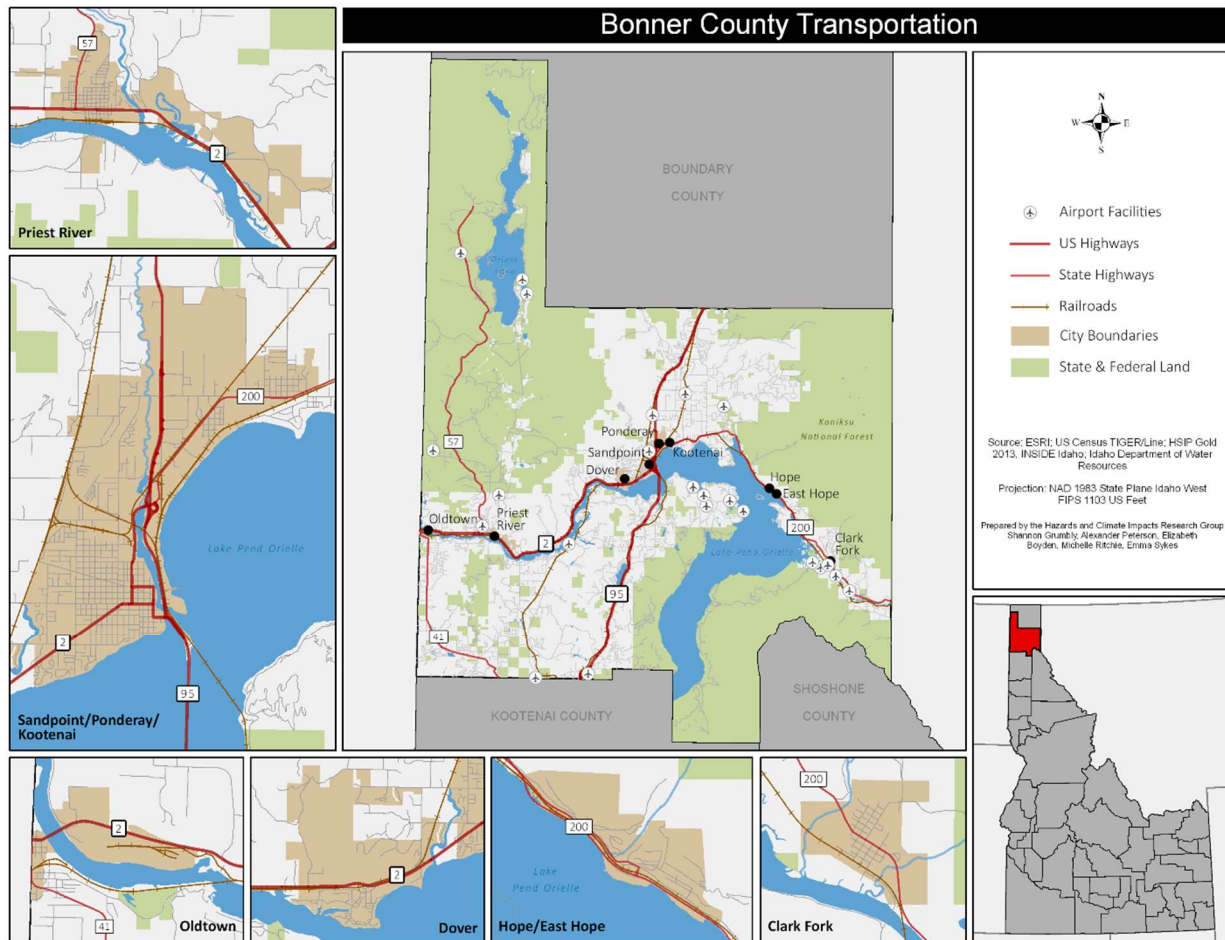 Bonner County Transportation
57
2
Priest River
200
Lake Pend Orielle
2
95
Sandpoint/Ponderay/
Kootenai
BOUNDARY
COUNTY
Priest
Lake
Kaniksu
National Forest
57
Ponderay
Sandpoint
Kootenai
Dover
Hope
East Hope
Oldtown
Priest
River
200
2
Clark
Fork
Lake Pend Orielle
95
41
KOOTENAI COUNTY
SHOSHONE
COUNTY
N
W
E
S
Airport Facilities
US Highways
State Highways
Railroads
City Boundaries
State & Federal Land
Source: ESRI; US Census TIGER/Line; HSIP Gold
2013, INSIDE Idaho; Idaho Department of Water
Resources
Projection: NAD 1983 State Plane Idaho West
FIPS 1103 US Feet
Prepared by the Hazards and Climate Impacts Research Group
Shannon Grumbly, Alexander Peterson, Elizabeth
Boyden, Michelle Ritchie, Emma Sykes
2
41
Oldtown
2
Dover
200
Lake
Pend Orielle
Hope/East Hope
200
Clark Fork